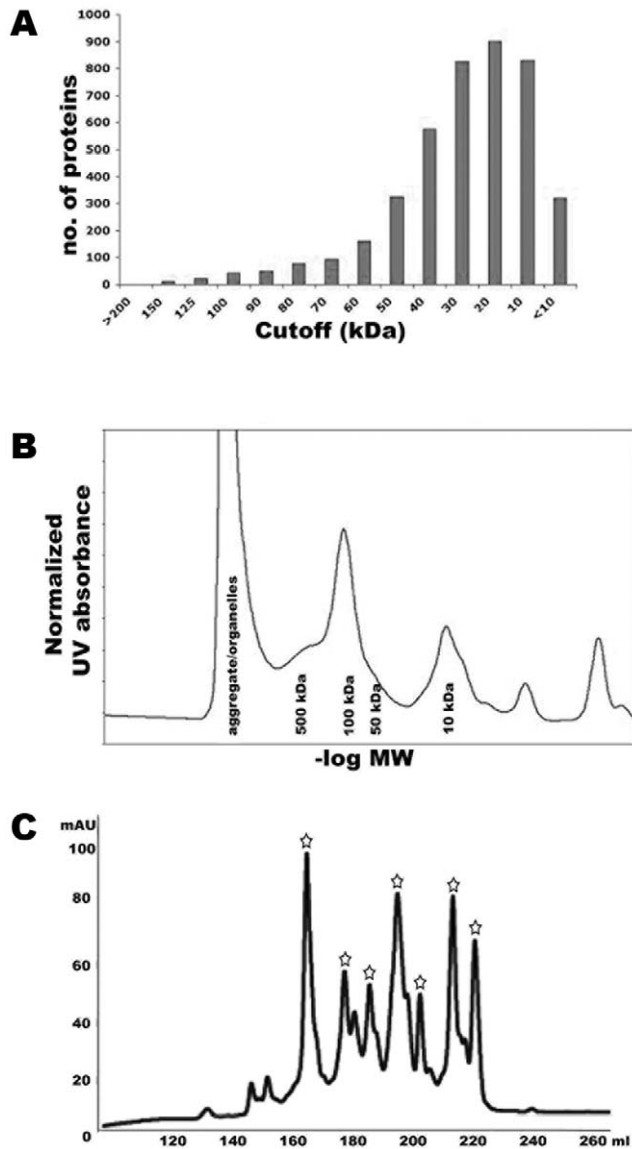 A
1000
900
800
700
600
500
400
300
200
100
0
no. of proteins
>200 150 125 100 90 80 70 60 50 40 30 20 10 <10
Cutoff (kDa)
B
Normalized
UV absorbance
aggregate/organelles
500 kDa
100 kDa
50 kDa
10 kDa
-log MW
C
mAU
100
80
60
40
20
0
120 140 160 180 200 220 240 260 ml